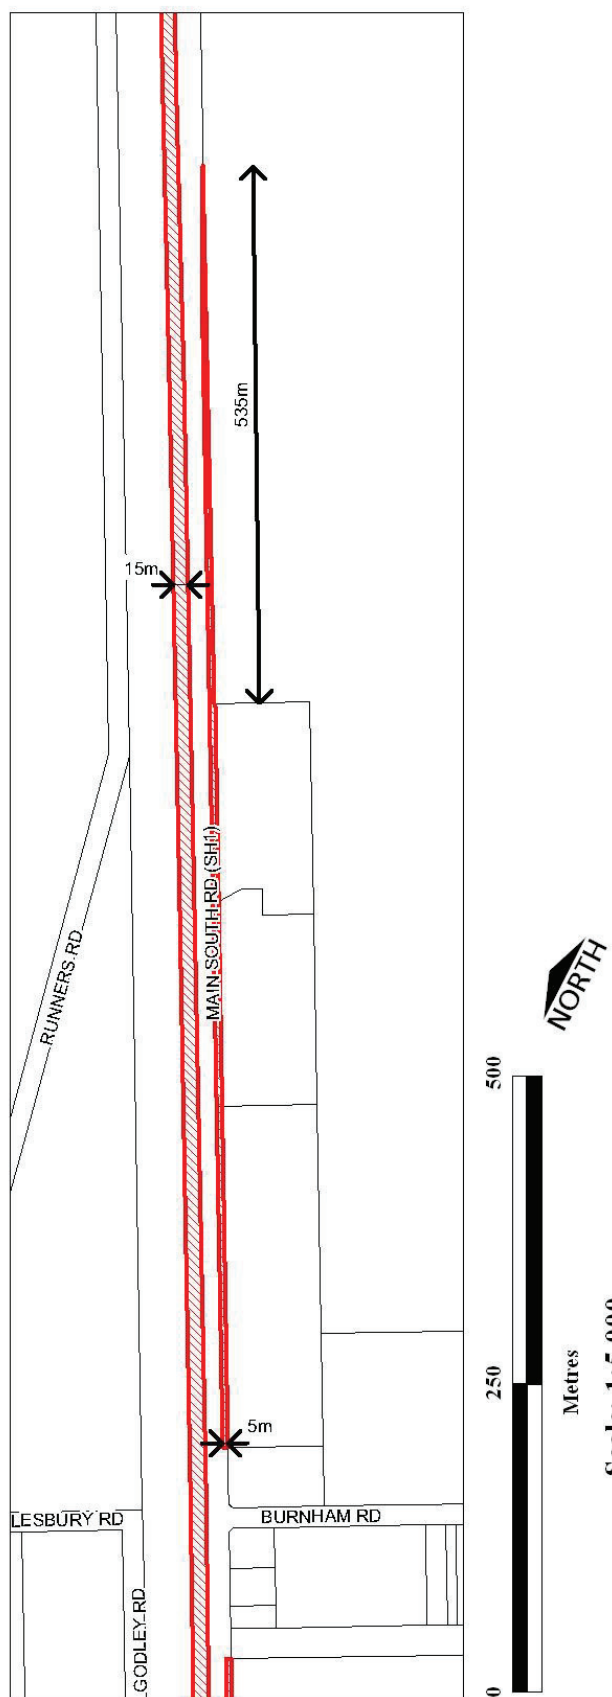 535m
15m
MAIN SOUTH RD (SH1)
RUNNERS RD
NORTH
500
250
Metres
5m
LESBURY RD
BURNHAM RD
GODLEY RD
0